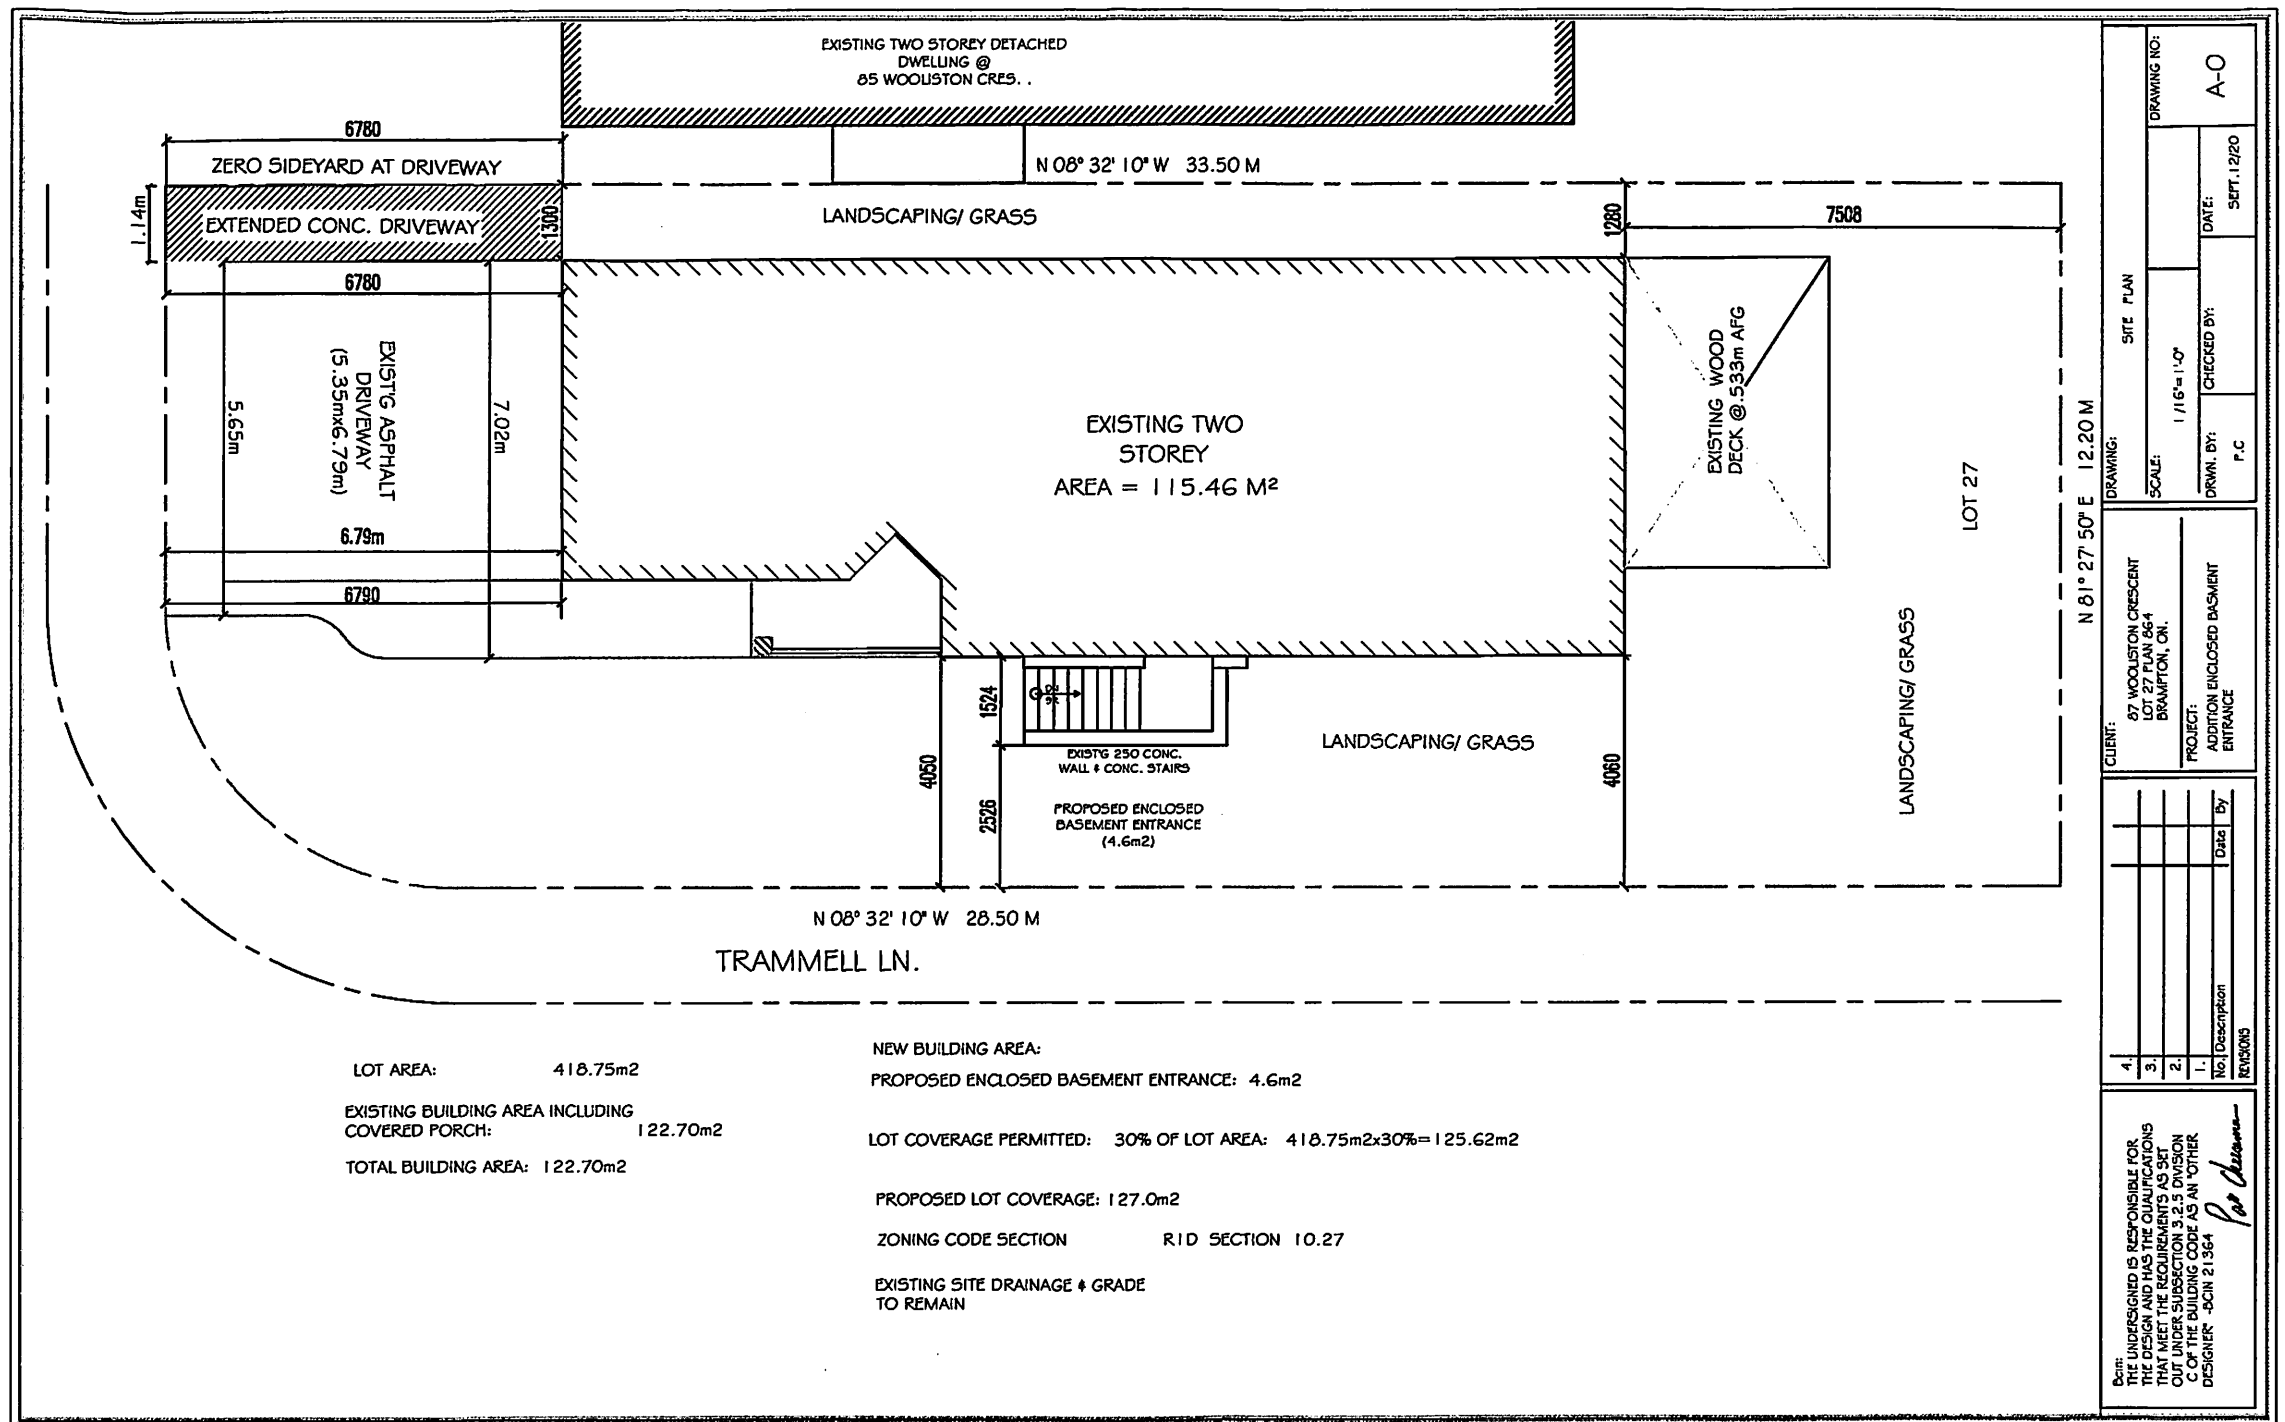 EXISTING TWO STOREY DETACHED
DWELLING @
85 WOOLISTON CRES. .
6780
ZERO SIDEYARD AT DRIVEWAY
N 08° 32' 10" W 33.50 M
1.14m
EXTENDED CONC. DRIVEWAY
1300
LANDSCAPING/ GRASS
1280
7508
6780
EXIST'G ASPHALT
DRIVEWAY
(5.35mx6.79m)
5.65m
7.02m
6.79m
6790
EXISTING TWO
STOREY
AREA = 115.46 M²
EXISTING WOOD
DECK @.533m AFG
LOT 27
N 81° 27' 50" E 12.20 M
LANDSCAPING/ GRASS
1524
4050
2526
EXIST'G 250 CONC.
WALL & CONC. STAIRS
PROPOSED ENCLOSED
BASEMENT ENTRANCE
(4.6m2)
LANDSCAPING/ GRASS
4060
N 08° 32' 10" W 28.50 M
TRAMMELL LN.
LOT AREA: 418.75m2
EXISTING BUILDING AREA INCLUDING
COVERED PORCH: 122.70m2
TOTAL BUILDING AREA: 122.70m2
NEW BUILDING AREA:
PROPOSED ENCLOSED BASEMENT ENTRANCE: 4.6m2
LOT COVERAGE PERMITTED: 30% OF LOT AREA: 418.75m2x30%=125.62m2
PROPOSED LOT COVERAGE: 127.0m2
ZONING CODE SECTION R1D SECTION 10.27
EXISTING SITE DRAINAGE & GRADE
TO REMAIN
DRAWING:
SITE PLAN
DRAWING NO:
A-O
SCALE:
1/16"=1'-0"
DRWN. BY:
P.C
CHECKED BY:
DATE:
SEPT.12/20
CLIENT:
87 WOOLISTON CRESCENT
LOT 27 PLAN 864
BRAMPTON, ON.
PROJECT:
ADDITION ENCLOSED BASMENT
ENTRANCE
4.
3.
2.
1.
No. Description Date By
REVISIONS
Bcin:
THE UNDERSIGNED IS RESPONSIBLE FOR
THE DESIGN AND HAS THE QUALIFICATIONS
THAT MEET THE REQUIREMENTS AS SET
OUT UNDER SUBSECTION 3.2.5 DIVISION
C OF THE BUILDING CODE AS AN "OTHER
DESIGNER" -BCIN 21364